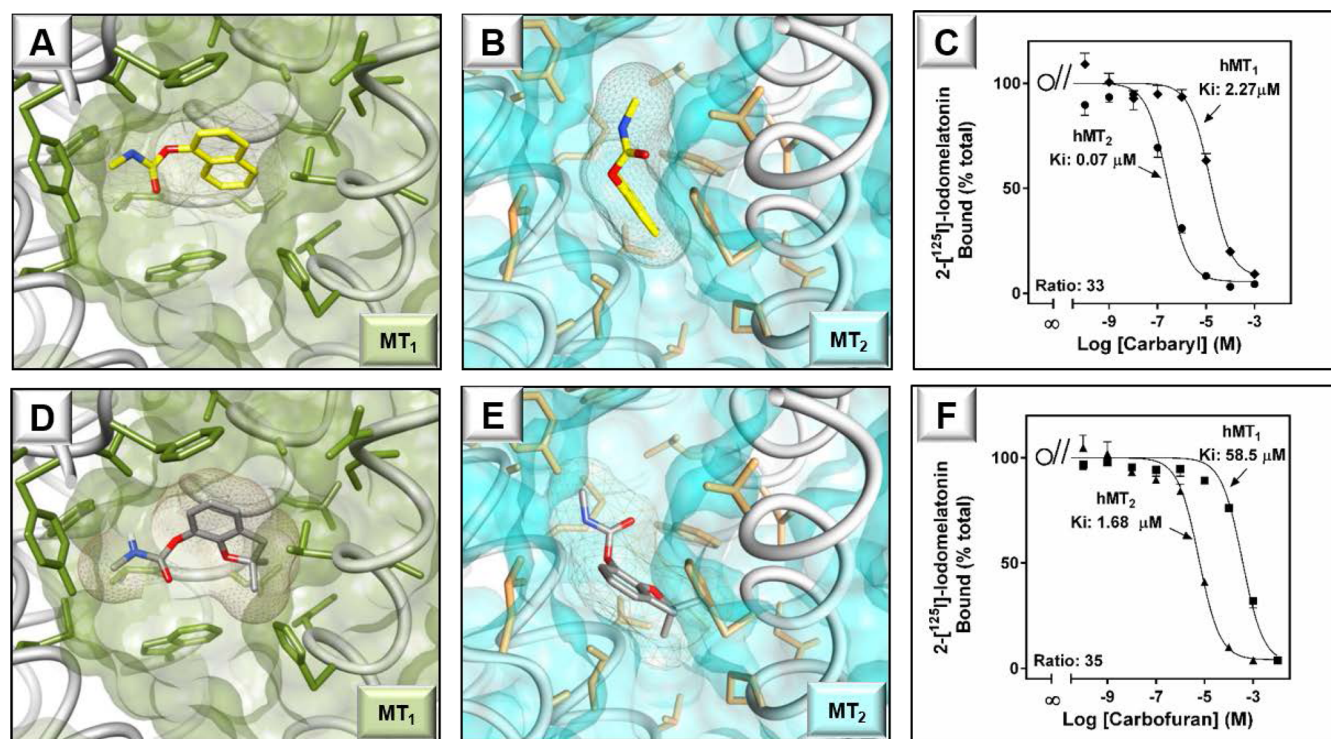 A
MT₁
B
MT₂
C
2-[¹²⁵I]-Iodomelatonin
Bound (% total)
100
50
0
hMT₁
Ki: 2.27μM
hMT₂
Ki: 0.07 μM
Ratio: 33
∞
-9
-7
-5
-3
Log [Carbaryl] (M)
D
MT₁
E
MT₂
F
2-[¹²⁵I]-Iodomelatonin
Bound (% total)
100
50
0
hMT₁
Ki: 58.5 μM
hMT₂
Ki: 1.68 μM
Ratio: 35
∞
-9
-7
-5
-3
Log [Carbofuran] (M)